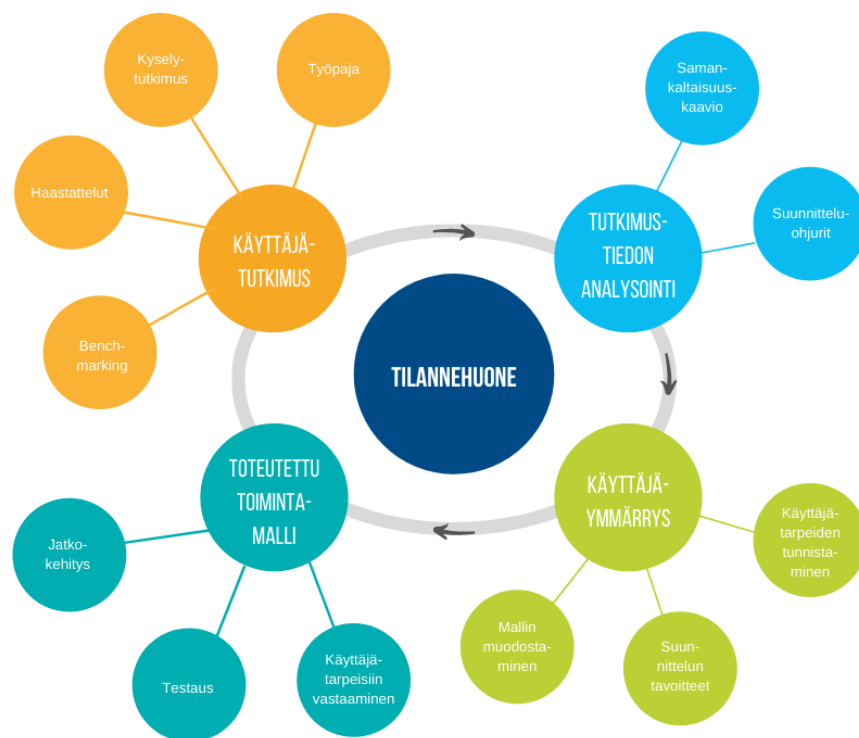 Kysely-
tutkimus
Työpaja
Haastattelut
Bench-
marking
KÄYTTÄJÄ-
TUTKIMUS
Saman-
kaltaisuus-
kaavio
Suunnittelu-
ohjurit
TUTKIMUS-
TIEDON
ANALYSOINTI
TILANNEHUONE
TOTEUTETTU
TOIMINTA-
MALLI
Jatko-
kehitys
Testaus
Käyttäjä-
tarpeisiin
vastaaminen
KÄYTTÄJÄ-
YMMÄRRYS
Käyttäjä-
tarpeiden
tunnista-
minen
Mallin
muodosta-
minen
Suun-
nittelun
tavoitteet